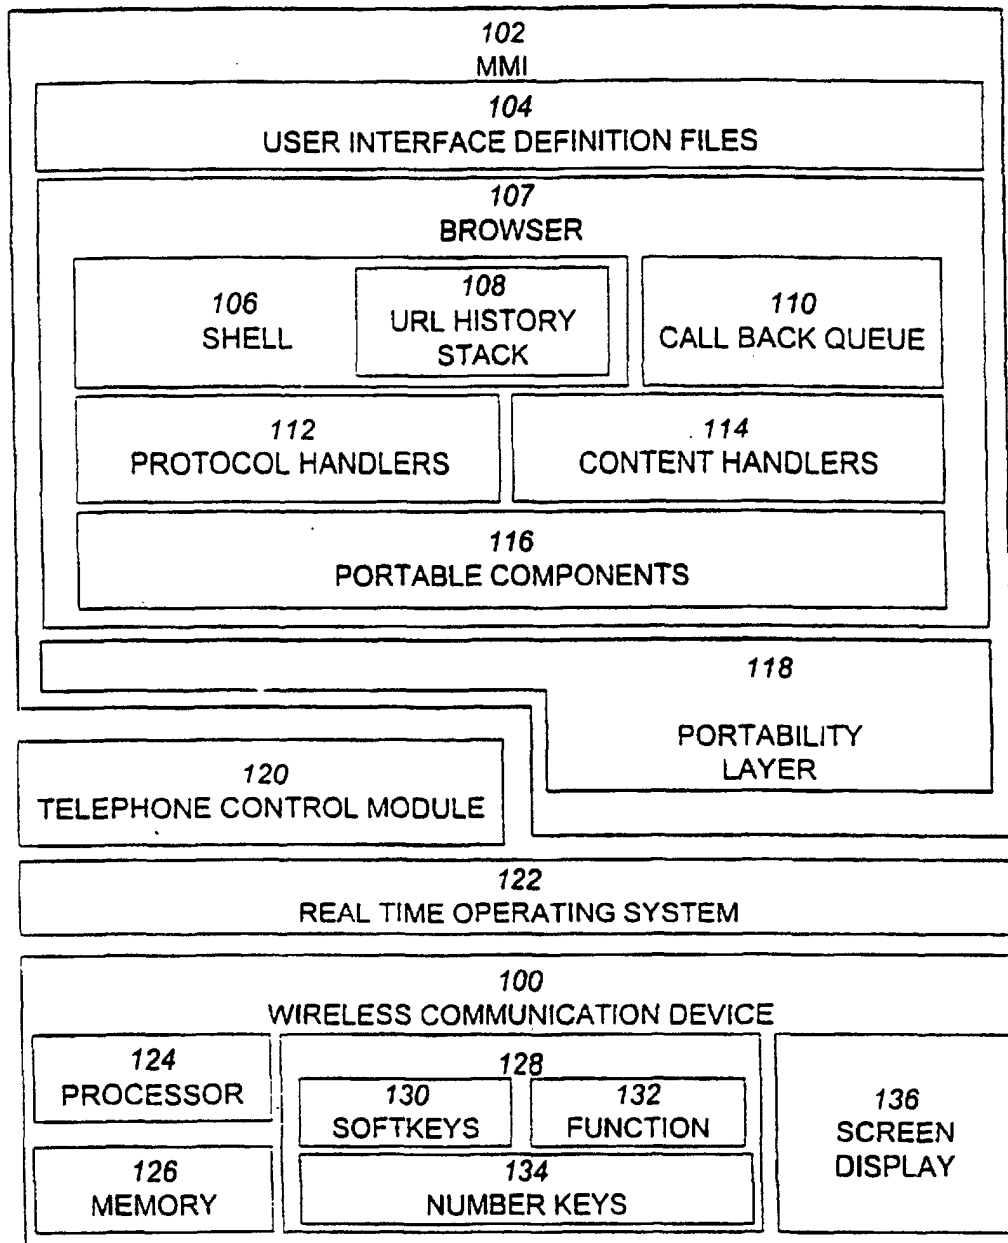 102
MMI
104
USER INTERFACE DEFINITION FILES
107
BROWSER
106
SHELL
108
URL HISTORY
STACK
110
CALL BACK QUEUE
112
PROTOCOL HANDLERS
114
CONTENT HANDLERS
116
PORTABLE COMPONENTS
118
PORTABILITY
LAYER
120
TELEPHONE CONTROL MODULE
122
REAL TIME OPERATING SYSTEM
100
WIRELESS COMMUNICATION DEVICE
124
PROCESSOR
126
MEMORY
128
130
SOFTKEYS
132
FUNCTION
134
NUMBER KEYS
136
SCREEN
DISPLAY